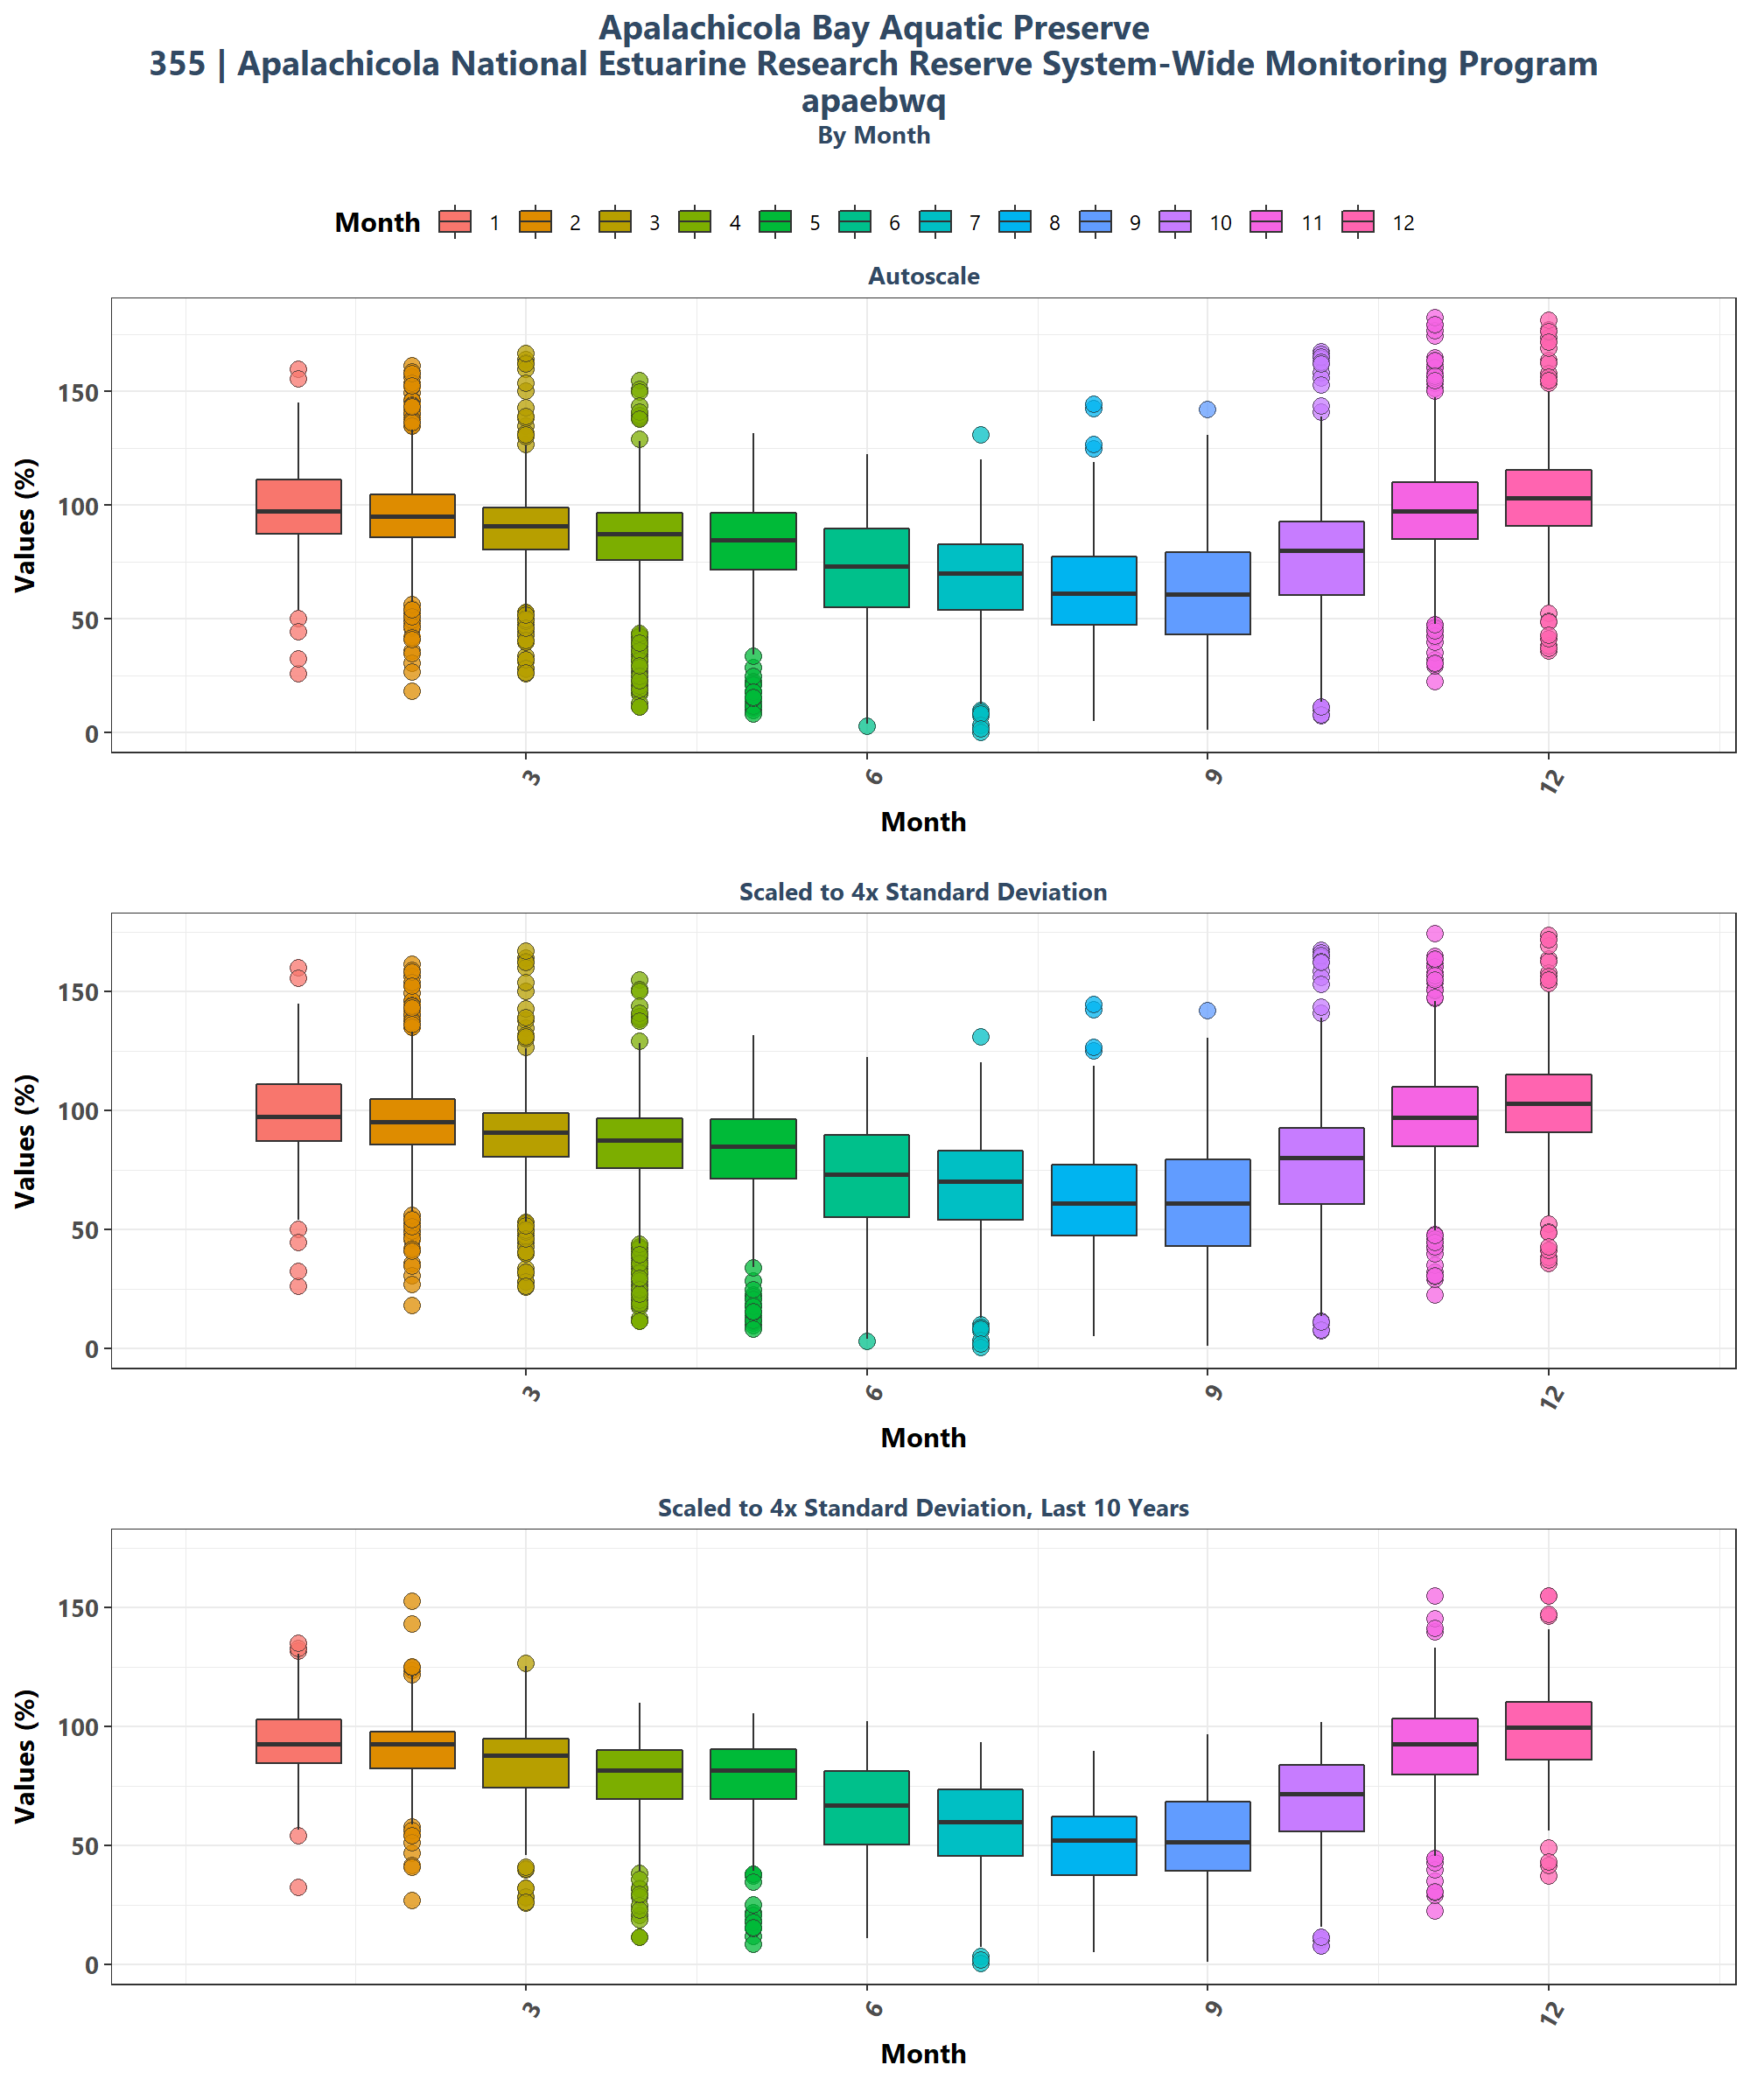 Apalachicola Bay Aquatic Preserve
355 | Apalachicola National Estuarine Research Reserve System-Wide Monitoring Program
apaebwq
By Month
Month 1 2 3 4 5 6 7 8 9 10 11 12
Autoscale
Values (%)
150
100
50
0
3 6 9 12
Month
Scaled to 4x Standard Deviation
Values (%)
150
100
50
0
3 6 9 12
Month
Scaled to 4x Standard Deviation, Last 10 Years
Values (%)
150
100
50
0
3 6 9 12
Month